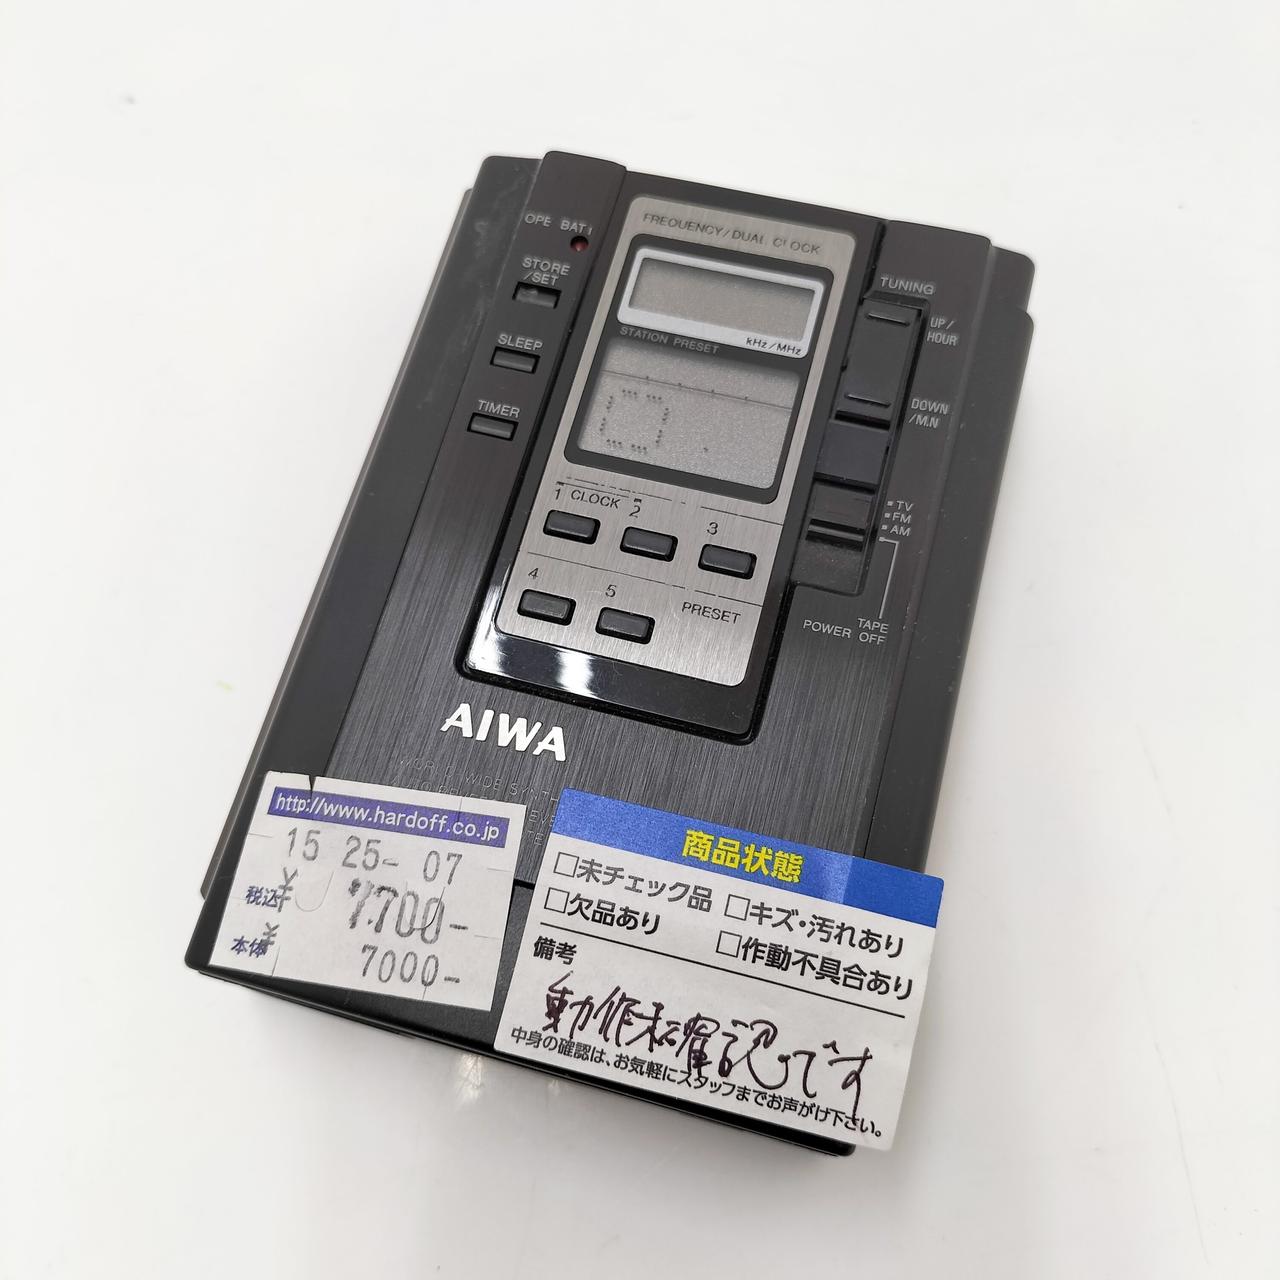 OPE BATT
STORE
/SET
SLEEP
TIMER
FREQUENCY/DUAL CLOCK
STATION PRESET
kHz/MHz
1 CLOCK 2
3
4
5
PRESET
TUNING
UP/
HOUR
DOWN
/MIN
TV
FM
AM
TAPE
POWER OFF
AIWA
WORLD WIDE SYNTH
http://www.hardoff.co.jp
15 25- 07
税込 ¥ 7700-
本体 ¥ 7000-
商品状態
□未チェック品 □キズ・汚れあり
□欠品あり □作動不具合あり
備考
動作未確認です
中身の確認は、お気軽にスタッフまでお声がけ下さい。